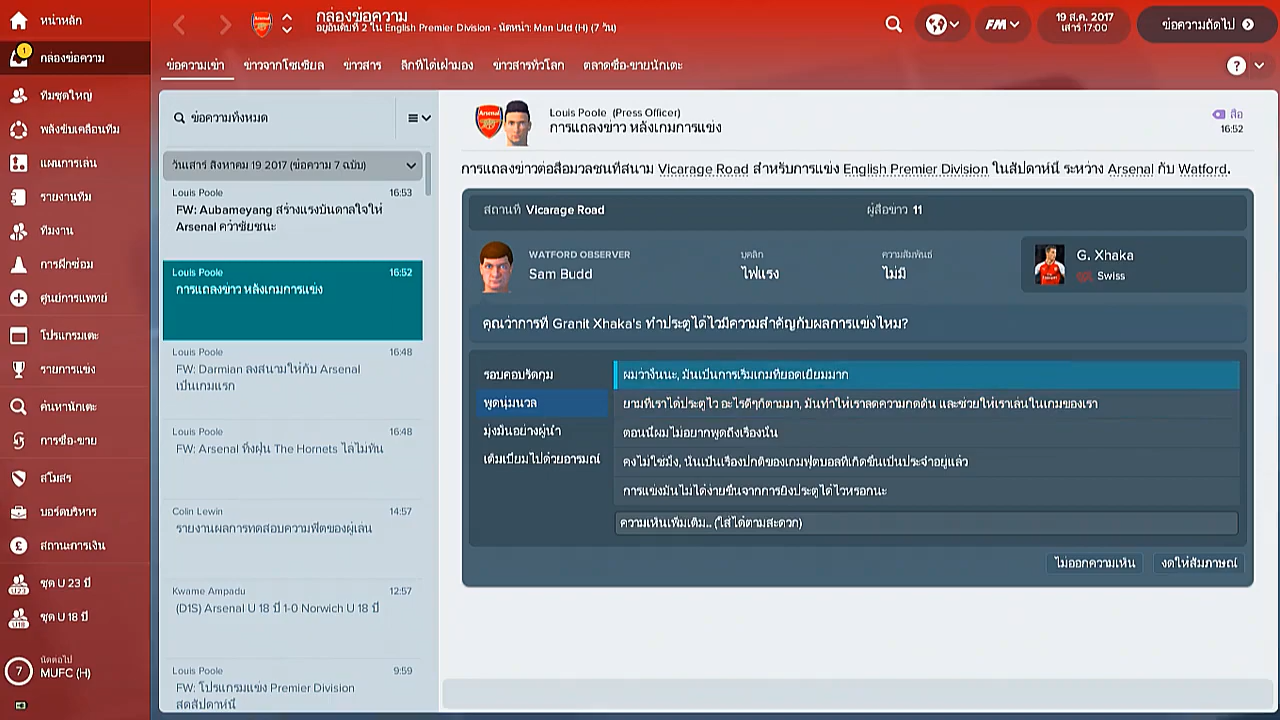 หน้าหลัก
กล่องข้อความ
ทีมชุดใหญ่
พลังขับเคลื่อนทีม
แผนการเล่น
รายงานทีม
ทีมงาน
การฝึกซ้อม
ศูนย์การแพทย์
โปรแกรมเตะ
รายการแข่ง
ค้นหานักเตะ
การซื้อ-ขาย
สโมสร
บอร์ดบริหาร
สถานะการเงิน
ชุด U 23 ปี
ชุด U 18 ปี
7
นัดต่อไป
MUFC (H)
กล่องข้อความ
อยู่อันดับที่ 2 ใน English Premier Division - นัดหน้า: Man Utd (H) (7 วัน)
FM
19 ส.ค. 2017
เสาร์ 17:00
ข้อความถัดไป
ข้อความเข้า ข่าวจากโซเชียล ข่าวสาร ลีกที่ได้เฝ้ามอง ข่าวสารทั่วโลก ตลาดซื้อ-ขายนักเตะ
ข้อความทั้งหมด
วันเสาร์ สิงหาคม 19 2017 (ข้อความ 7 ฉบับ)
Louis Poole 16:53
FW: Aubameyang สร้างแรงบันดาลใจให้
Arsenal คว้าชัยชนะ
Louis Poole 16:52
การแถลงข่าว หลังเกมการแข่ง
Louis Poole 16:48
FW: Darmian ลงสนามให้กับ Arsenal
เป็นเกมแรก
Louis Poole 16:48
FW: Arsenal ทิ้งฝุ่น The Hornets ไล่ไม่ทัน
Colin Lewin 14:57
รายงานผลการทดสอบความฟิตของผู้เล่น
Kwame Ampadu 12:57
(D1S) Arsenal U 18 ปี 1-0 Norwich U 18 ปี
Louis Poole 9:59
FW: โปรแกรมแข่ง Premier Division
สุดสัปดาห์นี้
Louis Poole (Press Officer)
การแถลงข่าว หลังเกมการแข่ง
สื่อ
16:52
การแถลงข่าวต่อสื่อมวลชนที่สนาม Vicarage Road สำหรับการแข่ง English Premier Division ในสัปดาห์นี้ ระหว่าง Arsenal กับ Watford.
สถานที่ Vicarage Road ผู้สื่อข่าว 11
WATFORD OBSERVER บุคลิก ความสัมพันธ์
Sam Budd ไฟแรง ไม่มี
G. Xhaka
Swiss
คุณว่าการที่ Granit Xhaka's ทำประตูได้ไวมีความสำคัญกับผลการแข่งไหม?
รอบคอบรัดกุม
พูดนุ่มนวล
มุ่งมั่นอย่างผู้นำ
เต็มเปี่ยมไปด้วยอารมณ์
ผมว่างั้นนะ, มันเป็นการเริ่มเกมที่ยอดเยี่ยมมาก
ยามที่เราได้ประตูไว อะไรดีๆก็ตามมา, มันทำให้เราลดความกดดัน และช่วยให้เราเล่นในเกมของเรา
ตอนนี้ผมไม่อยากพูดถึงเรื่องนั้น
คงไม่ใช่มั้ง, นั่นเป็นเรื่องปกติของเกมฟุตบอลที่เกิดขึ้นเป็นประจำอยู่แล้ว
การแข่งมันไม่ได้ง่ายขึ้นจากการยิงประตูได้ไวหรอกนะ
ความเห็นเพิ่มเติม.. (ใส่ได้ตามสะดวก)
ไม่ออกความเห็น งดให้สัมภาษณ์